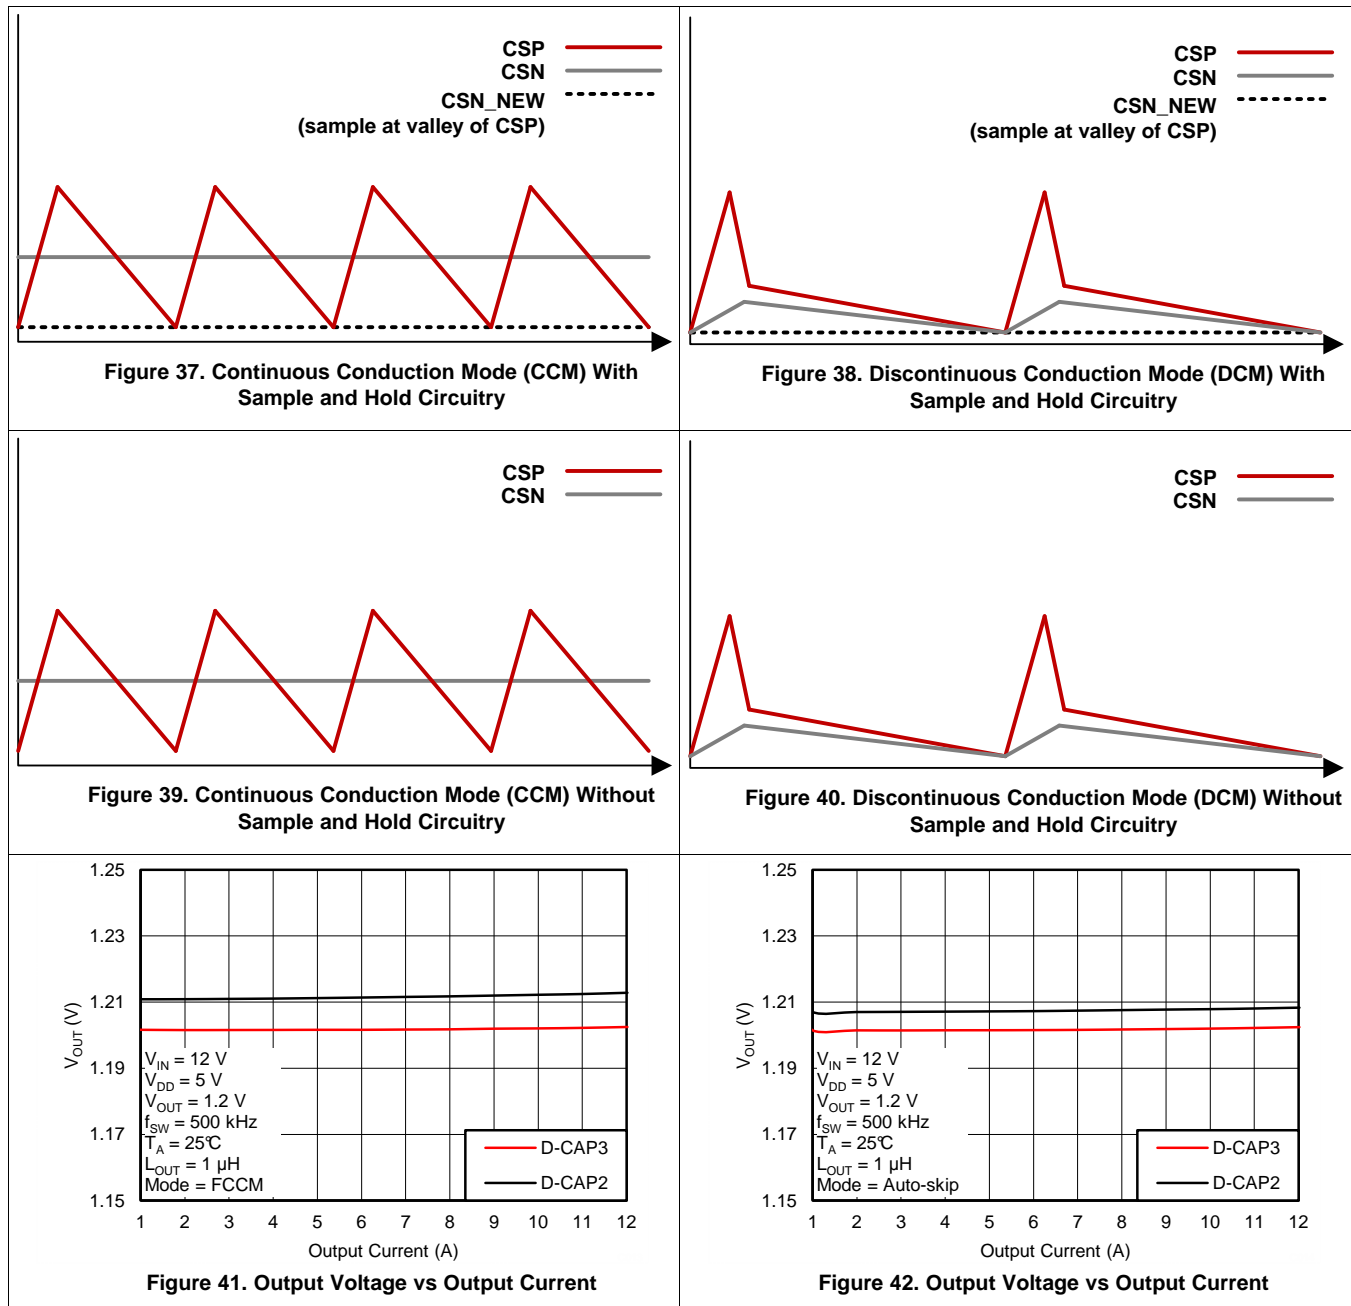 CSP
CSN
CSN_NEW
(sample at valley of CSP)
Figure 37. Continuous Conduction Mode (CCM) With
Sample and Hold Circuitry
CSP
CSN
CSN_NEW
(sample at valley of CSP)
Figure 38. Discontinuous Conduction Mode (DCM) With
Sample and Hold Circuitry
CSP
CSN
Figure 39. Continuous Conduction Mode (CCM) Without
Sample and Hold Circuitry
CSP
CSN
Figure 40. Discontinuous Conduction Mode (DCM) Without
Sample and Hold Circuitry
1.25
1.23
1.21
1.19
1.17
1.15
VOUT (V)
VIN = 12 V
VDD = 5 V
VOUT = 1.2 V
fSW = 500 kHz
TA = 25°C
LOUT = 1 µH
Mode = FCCM
D-CAP3
D-CAP2
1 2 3 4 5 6 7 8 9 10 11 12
Output Current (A)
Figure 41. Output Voltage vs Output Current
1.25
1.23
1.21
1.19
1.17
1.15
VOUT (V)
VIN = 12 V
VDD = 5 V
VOUT = 1.2 V
fSW = 500 kHz
TA = 25°C
LOUT = 1 µH
Mode = Auto-skip
D-CAP3
D-CAP2
1 2 3 4 5 6 7 8 9 10 11 12
Output Current (A)
Figure 42. Output Voltage vs Output Current